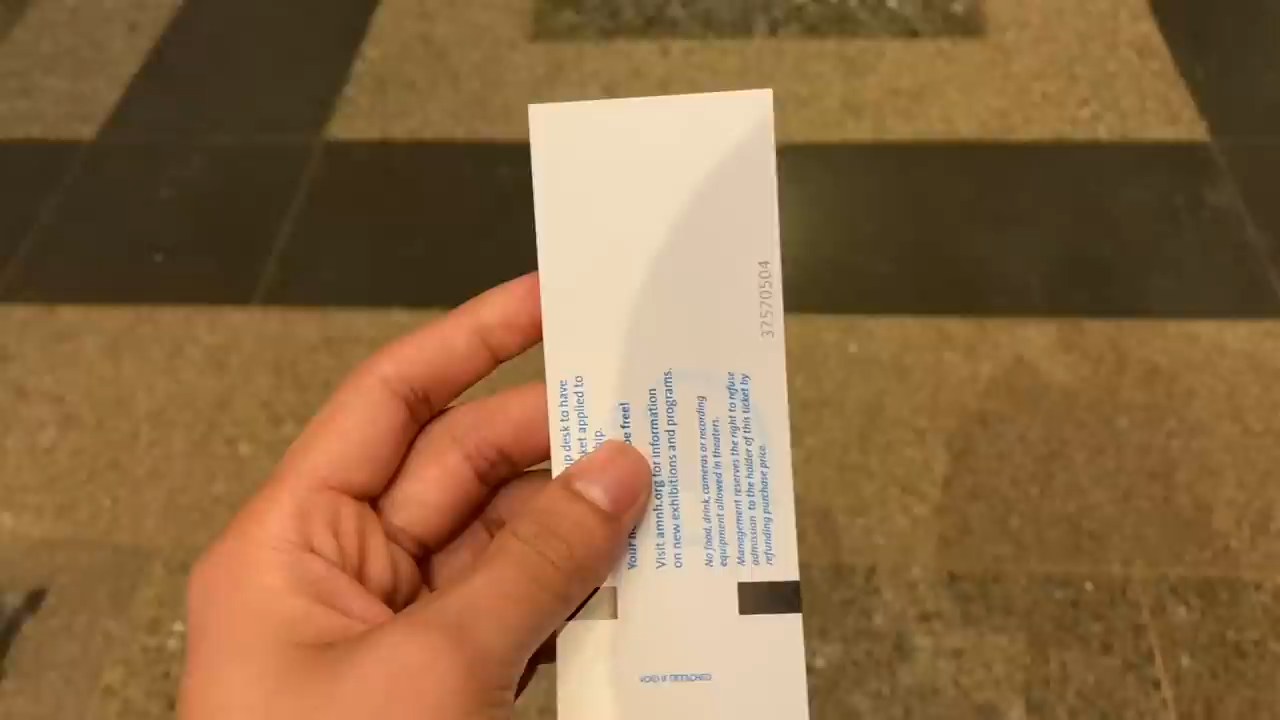 ip desk to have
ket applied to
hip.
be free!
Visit amnh.org for information
on new exhibitions and programs.
No food, drink, cameras or recording
equipment allowed in theaters.
Management reserves the right to refuse
admission to the holder of this ticket by
refunding purchase price.
37570504
VOID IF DETACHED